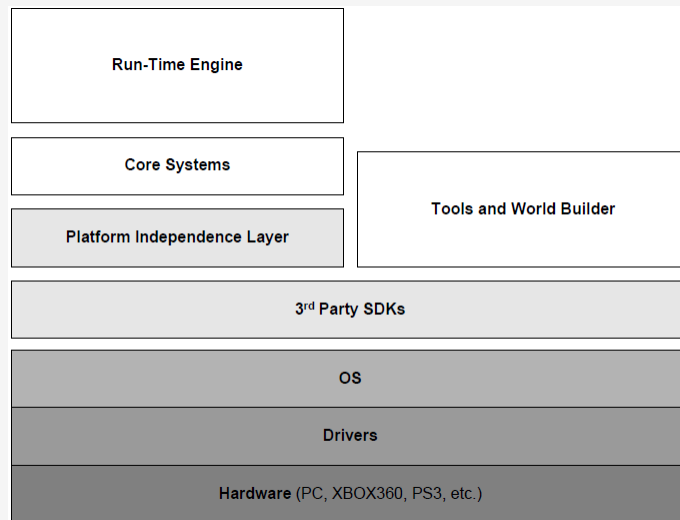 Run-Time Engine
Core Systems
Tools and World Builder
Platform Independence Layer
3rd Party SDKs
OS
Drivers
Hardware (PC, XBOX360, PS3, etc.)